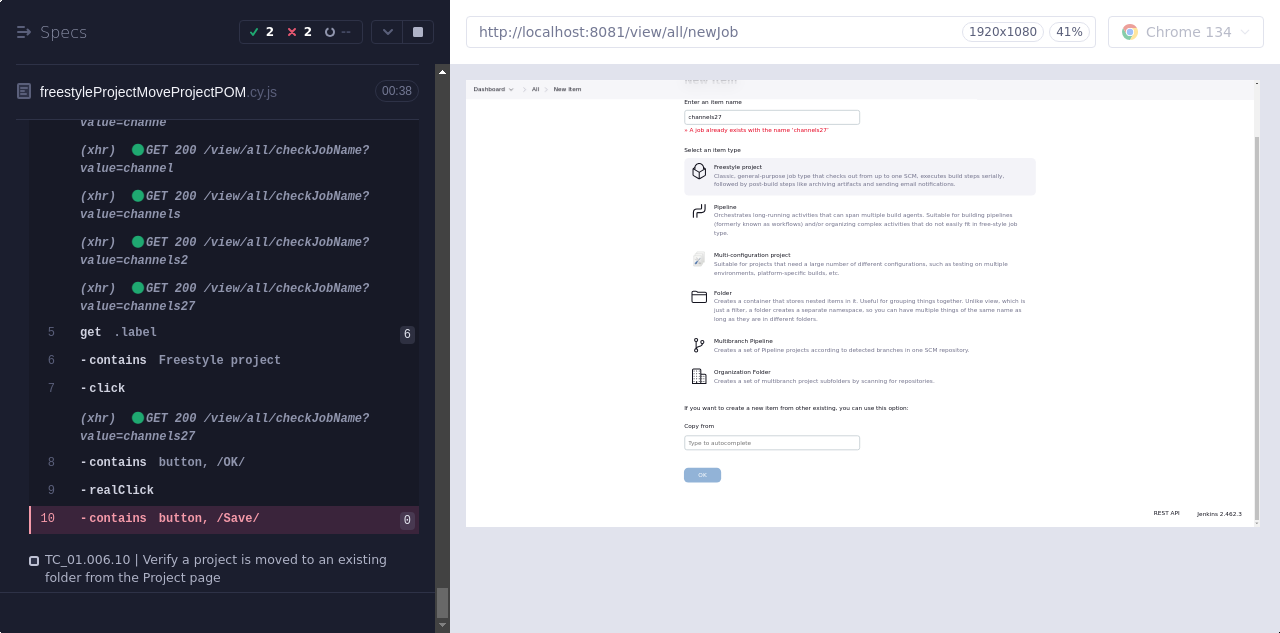 Specs
2
2
--
freestyleProjectMoveProjectPOM.cy.js
00:38
value=channe
(xhr) GET 200 /view/all/checkJobName?
value=channel
(xhr) GET 200 /view/all/checkJobName?
value=channels
(xhr) GET 200 /view/all/checkJobName?
value=channels2
(xhr) GET 200 /view/all/checkJobName?
value=channels27
5 get .label 6
6 -contains Freestyle project
7 -click
(xhr) GET 200 /view/all/checkJobName?
value=channels27
8 -contains button, /OK/
9 -realClick
10 -contains button, /Save/ 0
TC_01.006.10 | Verify a project is moved to an existing
folder from the Project page
http://localhost:8081/view/all/newJob
1920x1080
41%
Chrome 134
New Item
Dashboard
All
New Item
Enter an item name
channels27
» A job already exists with the name 'channels27'
Select an item type
Freestyle project
Classic, general-purpose job type that checks out from up to one SCM, executes build steps serially,
followed by post-build steps like archiving artifacts and sending email notifications.
Pipeline
Orchestrates long-running activities that can span multiple build agents. Suitable for building pipelines
(formerly known as workflows) and/or organizing complex activities that do not easily fit in free-style job
type.
Multi-configuration project
Suitable for projects that need a large number of different configurations, such as testing on multiple
environments, platform-specific builds, etc.
Folder
Creates a container that stores nested items in it. Useful for grouping things together. Unlike view, which is
just a filter, a folder creates a separate namespace, so you can have multiple things of the same name as
long as they are in different folders.
Multibranch Pipeline
Creates a set of Pipeline projects according to detected branches in one SCM repository.
Organization Folder
Creates a set of multibranch project subfolders by scanning for repositories.
If you want to create a new item from other existing, you can use this option:
Copy from
Type to autocomplete
OK
REST API
Jenkins 2.462.3